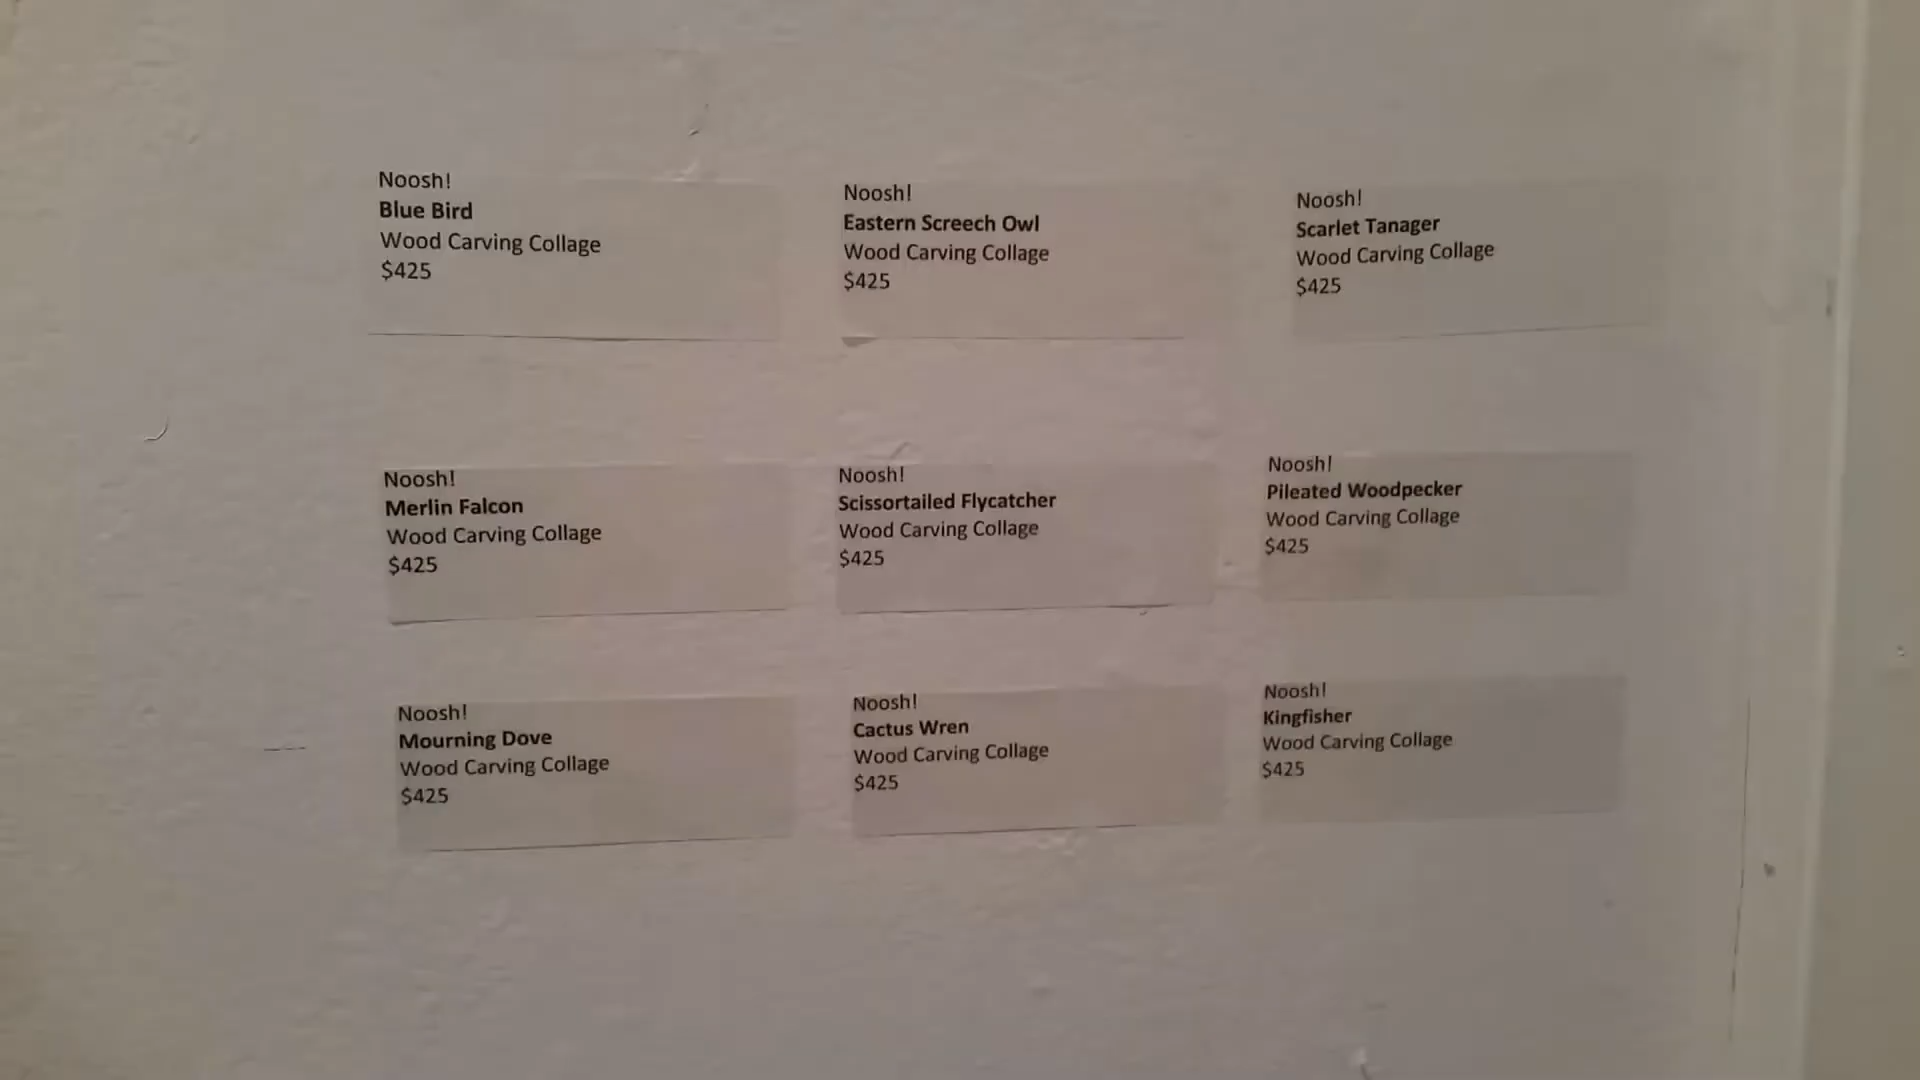 Noosh!
Blue Bird
Wood Carving Collage
$425
Noosh!
Eastern Screech Owl
Wood Carving Collage
$425
Noosh!
Scarlet Tanager
Wood Carving Collage
$425
Noosh!
Merlin Falcon
Wood Carving Collage
$425
Noosh!
Scissortailed Flycatcher
Wood Carving Collage
$425
Noosh!
Pileated Woodpecker
Wood Carving Collage
$425
Noosh!
Mourning Dove
Wood Carving Collage
$425
Noosh!
Cactus Wren
Wood Carving Collage
$425
Noosh!
Kingfisher
Wood Carving Collage
$425